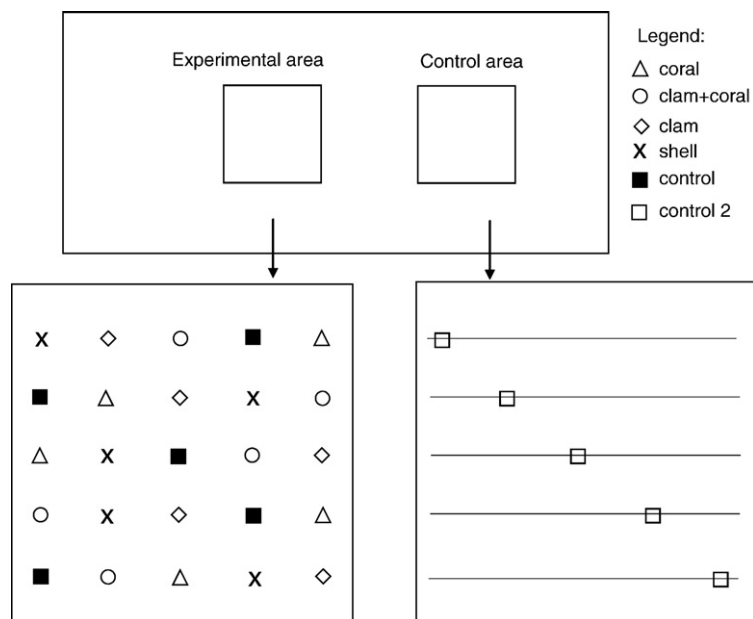 Experimental area
Control area
Legend:
coral
clam+coral
clam
shell
control
control 2